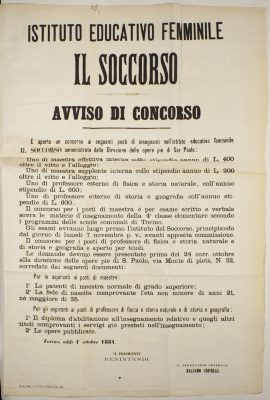 ISTITUTO EDUCATIVO FEMMINILE
IL SOCCORSO
AVVISO DI CONCORSO
È aperto un concorso ai seguenti posti di insegnanti nell'istituto educativo femminile
IL SOCCORSO amministrato dalla Direzione delle opere pie di San Paolo:
Uno di maestra effettiva interna collo stipendio annuo di L. 400
oltre il vitto e l'alloggio;
Uno di maestra supplente interna collo stipendio annuo di L. 300
oltre il vitto e alloggio;
Uno di professore esterno di fisica e storia naturale, coll'annuo
stipendio di L. 600;
Uno di professore esterno di storia e geografia coll'annuo sti-
pendio di L. 600.
Il concorso per i posti di maestra è per esame scritto e verbale
sovra le materie d'insegnamento della 4ª classe elementare secondo
i programmi delle scuole comunali di Torino.
Gli esami avranno luogo presso l'istituto del Soccorso, principiando
dal giorno di lunedì 7 novembre p. v. avanti apposita commissione.
Il concorso per i posti di professore di fisica e storia naturale e
di storia e geografia è aperto per titoli.
Le domande devono essere presentate prima del 24 corr. ottobre
alla direzione delle opere pie di S. Paolo, via Monte di pietà, N. 32,
corredate dai seguenti documenti:
Per le aspiranti ai posti di maestra:
1° Le patenti di maestra normale di grado superiore;
2° La fede di nascita comprovante l'età non minore di anni 21,
nè maggiore di 35.
Per gli aspiranti ai posti di professore di fisica e storia naturale e di storia e geografia:
1° Il diploma d'abilitazione all'insegnamento relativo e quegli altri
titoli comprovanti i servigi già prestati nell'insegnamento;
2° Le opere pubblicate.
Torino, addì 1° ottobre 1881.
IL PRESIDENTE
BENINTENDI.
IL SEGRETARIO GENERALE